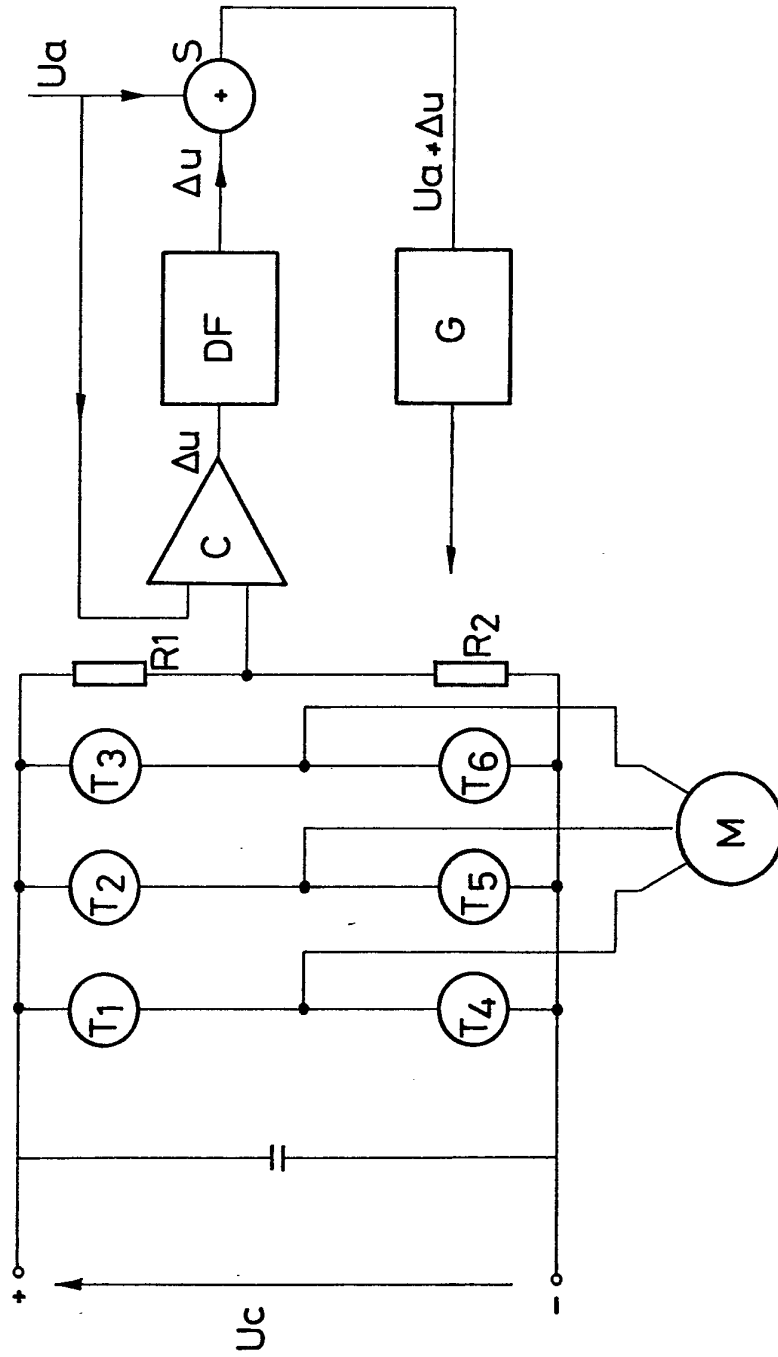 Ua
S
+
Δu
Ua + Δu
DF
G
Δu
C
R1
R2
T3
T6
T2
T5
M
T1
T4
+
Uc
-